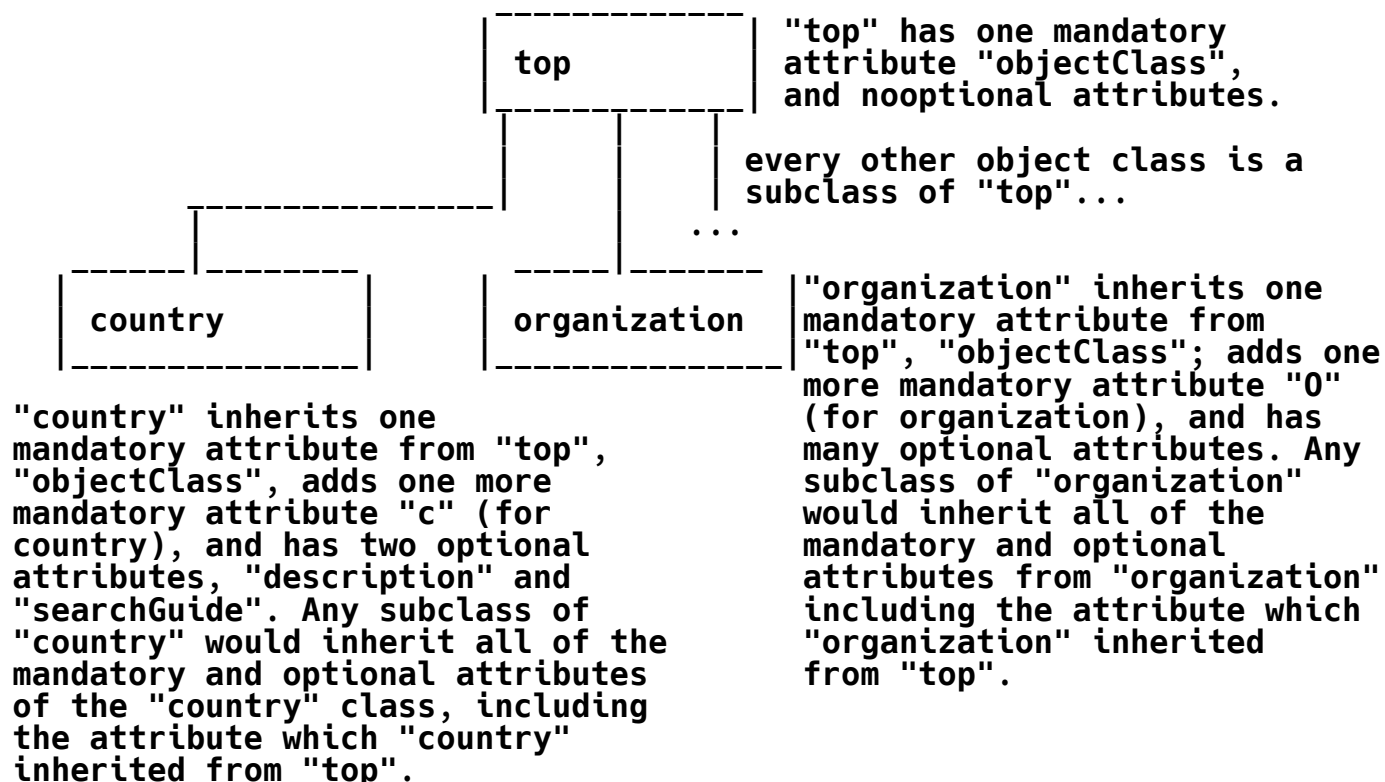 top
"top" has one mandatory
attribute "objectClass",
and nooptional attributes.
every other object class is a
subclass of "top"...
...
country
organization
"organization" inherits one
mandatory attribute from
"top", "objectClass"; adds one
more mandatory attribute "O"
(for organization), and has
many optional attributes. Any
subclass of "organization"
would inherit all of the
mandatory and optional
attributes from "organization"
including the attribute which
"organization" inherited
from "top".
"country" inherits one
mandatory attribute from "top",
"objectClass", adds one more
mandatory attribute "c" (for
country), and has two optional
attributes, "description" and
"searchGuide". Any subclass of
"country" would inherit all of the
mandatory and optional attributes
of the "country" class, including
the attribute which "country"
inherited from "top".